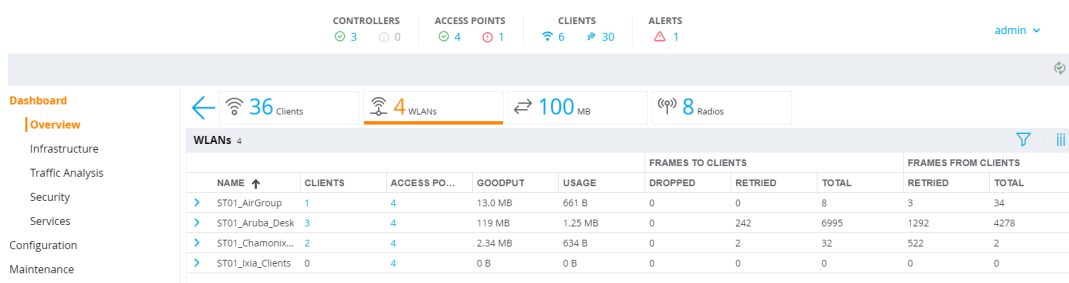 CONTROLLERS ACCESS POINTS CLIENTS ALERTS
3 0 4 1 6 30 1 admin
Dashboard
Overview
Infrastructure
Traffic Analysis
Security
Services
Configuration
Maintenance
36 Clients 4 WLANs 100 MB 8 Radios
WLANs 4
FRAMES TO CLIENTS FRAMES FROM CLIENTS
NAME CLIENTS ACCESS PO... GOODPUT USAGE DROPPED RETRIED TOTAL RETRIED TOTAL
ST01_AirGroup 1 4 13.0 MB 661 B 0 0 8 3 34
ST01_Aruba_Desk 3 4 119 MB 1.25 MB 0 242 6995 1292 4278
ST01_Chamonix... 2 4 2.34 MB 634 B 0 2 32 522 2
ST01_Ixia_Clients 0 4 0 B 0 B 0 0 0 0 0